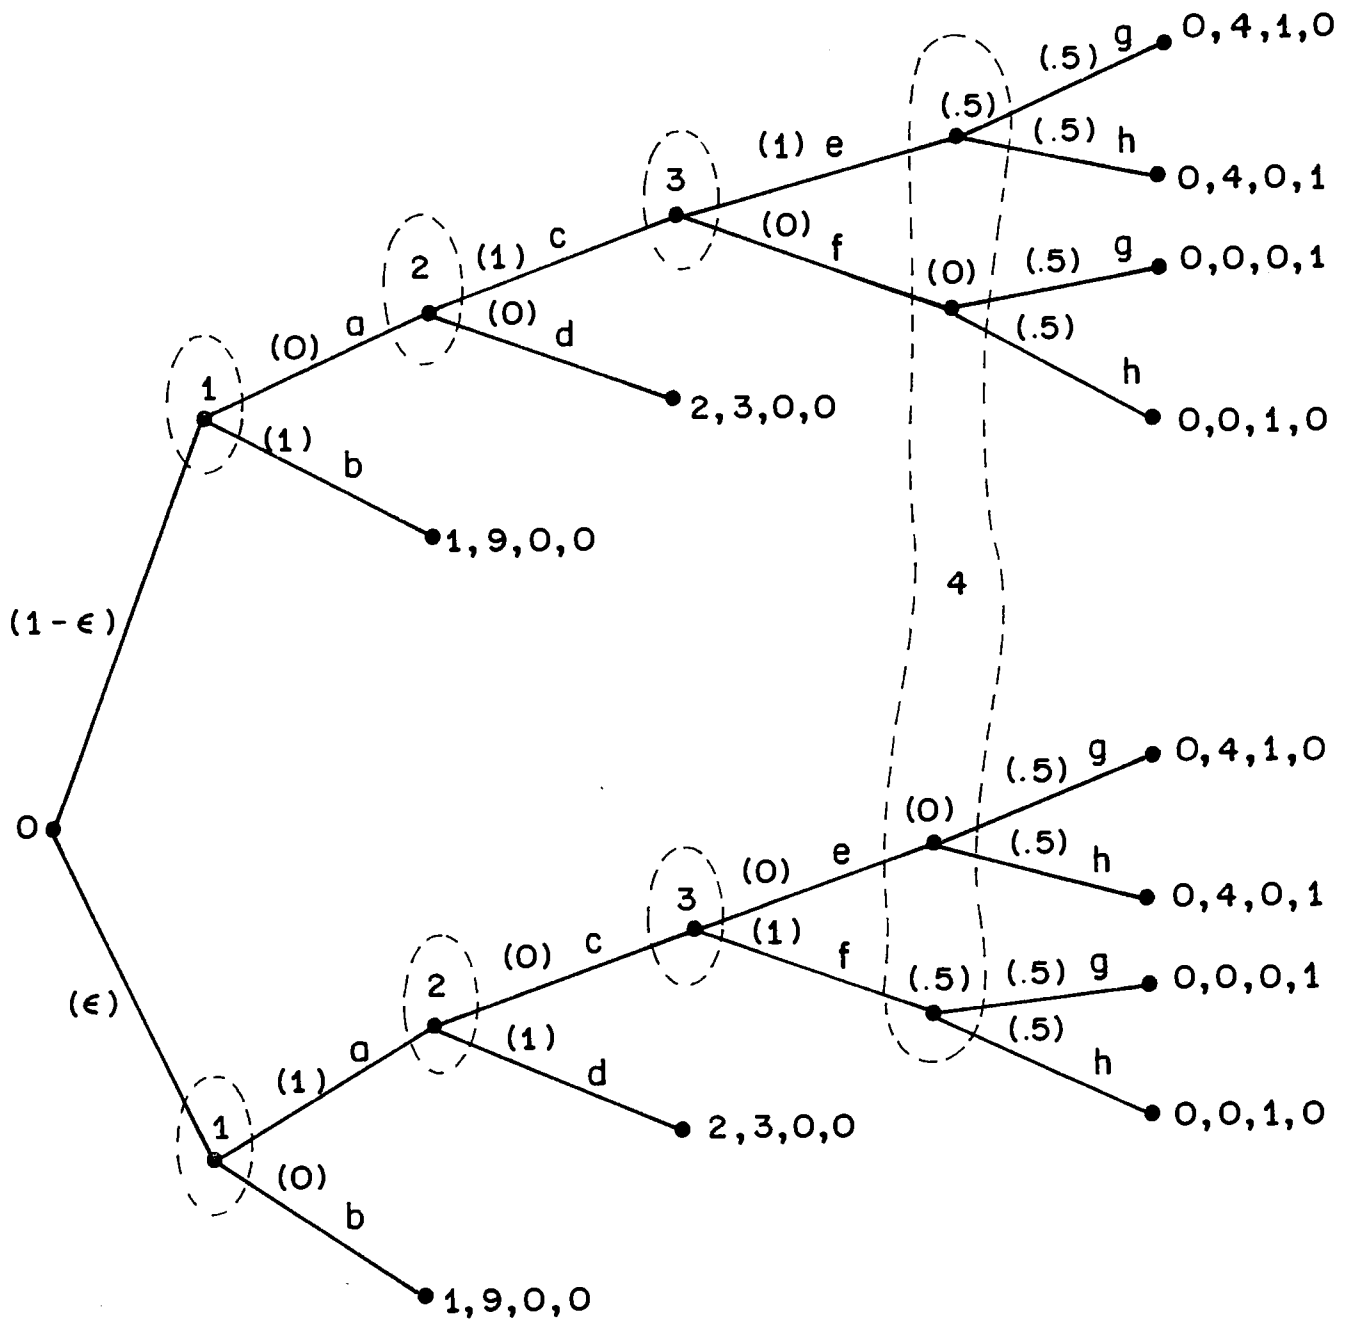 g 0,4,1,0
(.5)
(.5)
(.5) h
(1) e
0,4,0,1
3
(0) f
g 0,0,0,1
(.5)
(0)
(.5)
c
(1)
2
(0) d
h
a
(0)
1
2,3,0,0
0,0,1,0
(1)
b
1,9,0,0
4
(1-ϵ)
g 0,4,1,0
(.5)
(0)
0
(.5) h
e
(0)
0,4,0,1
3
(1)
f
c
(0)
(.5) (.5) g 0,0,0,1
2
(ϵ)
(.5)
(1)
a
h
(1)
d
0,0,1,0
1
2,3,0,0
(0)
b
1,9,0,0